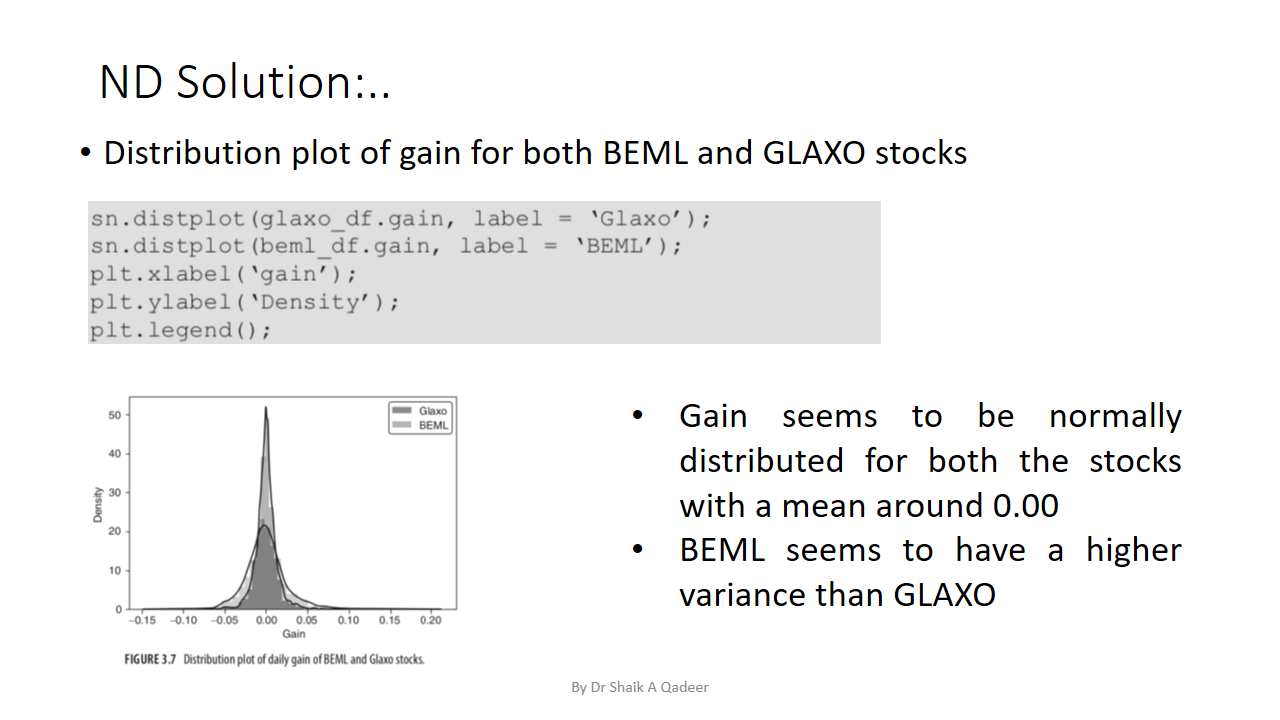 ND Solution:..
• Distribution plot of gain for both BEML and GLAXO stocks
sn.distplot(glaxo_df.gain, label = ‘Glaxo’);
sn.distplot(beml_df.gain, label = ‘BEML’);
plt.xlabel(‘gain’);
plt.ylabel(‘Density’);
plt.legend();
Glaxo
BEML
50
40
30
20
10
0
Density
−0.15 −0.10 −0.05 0.00 0.05 0.10 0.15 0.20
Gain
FIGURE 3.7 Distribution plot of daily gain of BEML and Glaxo stocks.
• Gain seems to be normally
distributed for both the stocks
with a mean around 0.00
• BEML seems to have a higher
variance than GLAXO
By Dr Shaik A Qadeer